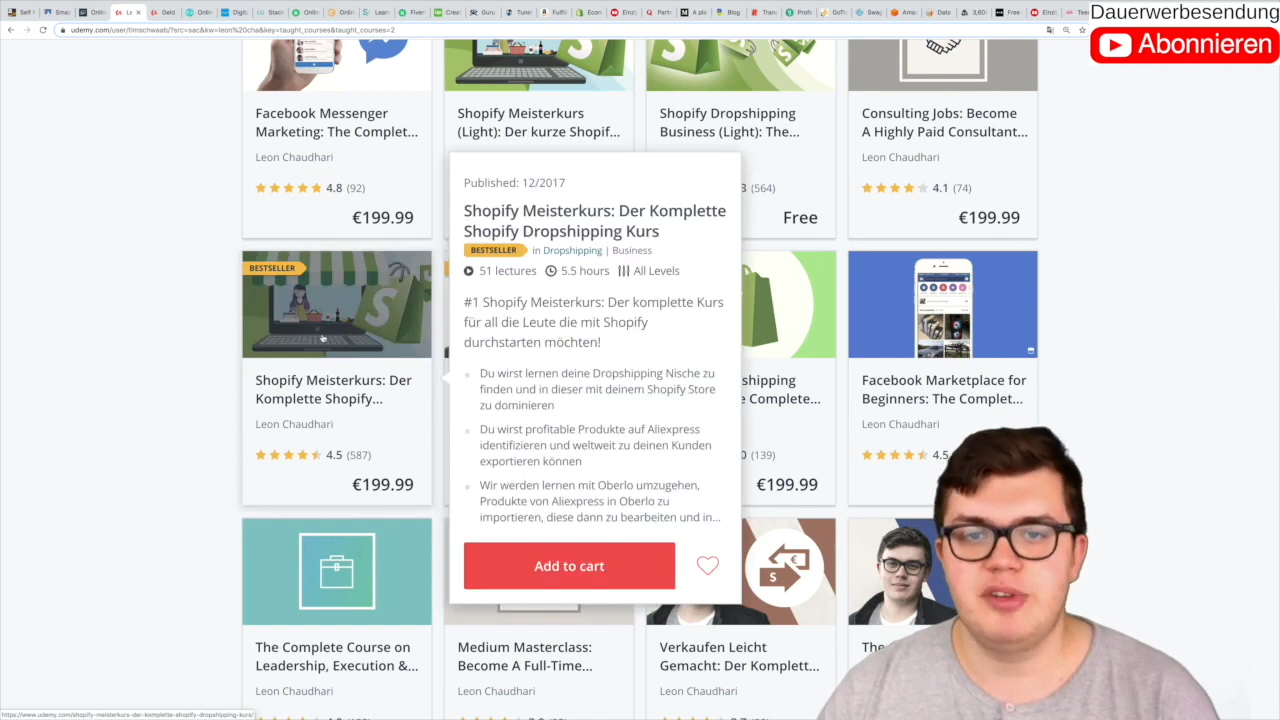 Dauerwerbesendung
Abonnieren
udemy.com/user/timschwaab/?src=sac&kw=leon%20cha&key=taught_courses&taught_courses=2
Facebook Messenger
Marketing: The Complet...
Leon Chaudhari
4.8 (92)
€199.99
Shopify Meisterkurs
(Light): Der kurze Shopif...
Shopify Dropshipping
Business (Light): The...
(564)
Free
Consulting Jobs: Become
A Highly Paid Consultant...
Leon Chaudhari
4.1 (74)
€199.99
Published: 12/2017
Shopify Meisterkurs: Der Komplette
Shopify Dropshipping Kurs
BESTSELLER in Dropshipping | Business
51 lectures 5.5 hours All Levels
#1 Shopify Meisterkurs: Der komplette Kurs
für all die Leute die mit Shopify
durchstarten möchten!
Du wirst lernen deine Dropshipping Nische zu
finden und in dieser mit deinem Shopify Store
zu dominieren
Du wirst profitable Produkte auf Aliexpress
identifizieren und weltweit zu deinen Kunden
exportieren können
Wir werden lernen mit Oberlo umzugehen,
Produkte von Aliexpress in Oberlo zu
importieren, diese dann zu bearbeiten und in...
Add to cart
BESTSELLER
Shopify Meisterkurs: Der
Komplette Shopify...
Leon Chaudhari
4.5 (587)
€199.99
Complete...
(139)
€199.99
Facebook Marketplace for
Beginners: The Complet...
Leon Chaudhari
4.5
The Complete Course on
Leadership, Execution &...
Leon Chaudhari
Medium Masterclass:
Become A Full-Time...
Leon Chaudhari
Verkaufen Leicht
Gemacht: Der Komplett...
Leon Chaudhari
The
https://www.udemy.com/shopify-meisterkurs-der-komplette-shopify-dropshipping-kurs/